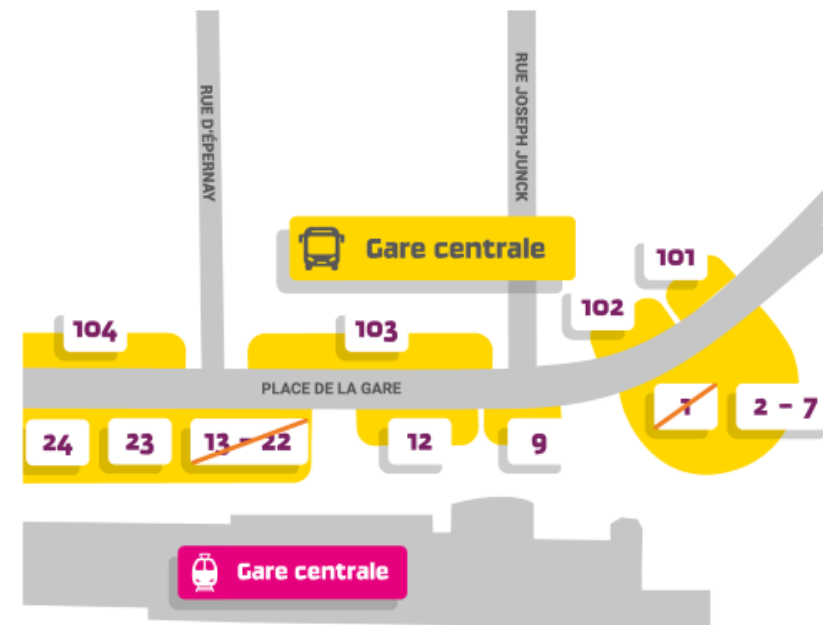 RUE D'ÉPERNAY
RUE JOSEPH JUNCK
Gare centrale
101
102
104
103
PLACE DE LA GARE
1
2 - 7
24
23
13 - 22
12
9
Gare centrale